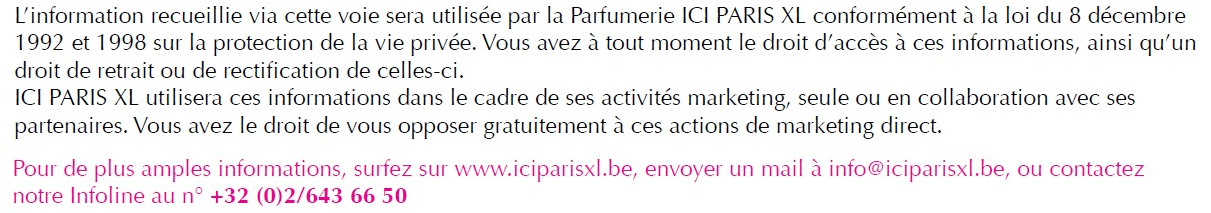 L’information recueillie via cette voie sera utilisée par la Parfumerie ICI PARIS XL conformément à la loi du 8 décembre
1992 et 1998 sur la protection de la vie privée. Vous avez à tout moment le droit d’accès à ces informations, ainsi qu’un
droit de retrait ou de rectification de celles-ci.
ICI PARIS XL utilisera ces informations dans le cadre de ses activités marketing, seule ou en collaboration avec ses
partenaires. Vous avez le droit de vous opposer gratuitement à ces actions de marketing direct.
Pour de plus amples informations, surfez sur www.iciparisxl.be, envoyer un mail à info@iciparisxl.be, ou contactez
notre Infoline au n° +32 (0)2/643 66 50